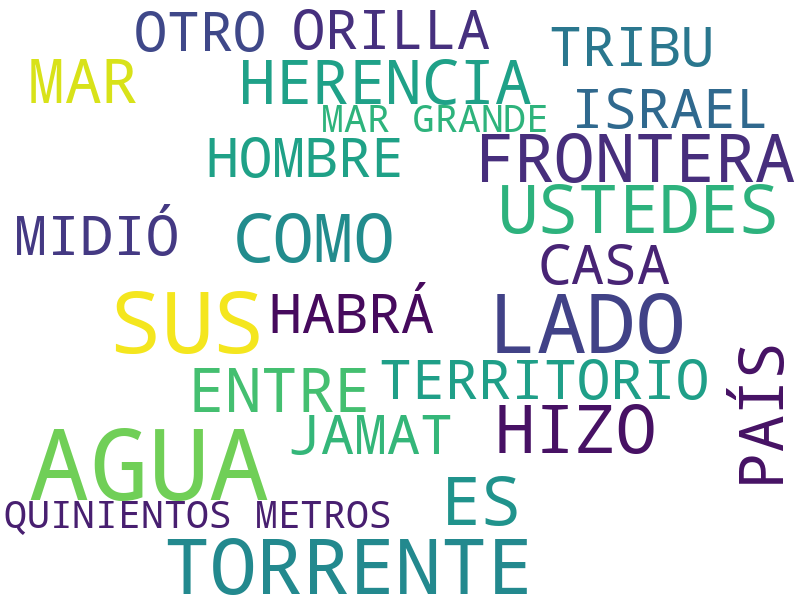 OTRO ORILLA
TRIBU
MAR
HERENCIA
ISRAEL
MAR GRANDE
HOMBRE
FRONTERA
USTEDES
MIDIÓ
COMO
CASA
SUS
HABRÁ
LADO
PAÍS
ENTRE
TERRITORIO
JAMAT
HIZO
AGUA
ES
QUINIENTOS METROS
TORRENTE